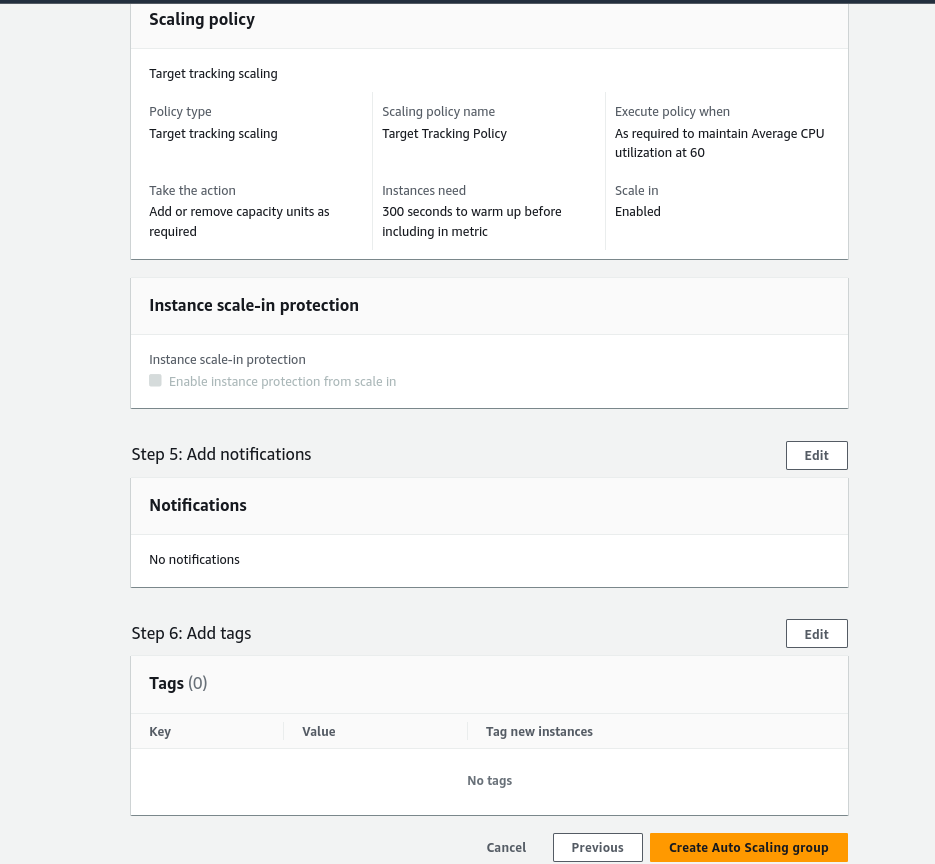 Scaling policy
Target tracking scaling
Policy type
Target tracking scaling
Scaling policy name
Target Tracking Policy
Execute policy when
As required to maintain Average CPU
utilization at 60
Take the action
Add or remove capacity units as
required
Instances need
300 seconds to warm up before
including in metric
Scale in
Enabled
Instance scale-in protection
Instance scale-in protection
Enable instance protection from scale in
Step 5: Add notifications
Edit
Notifications
No notifications
Step 6: Add tags
Edit
Tags (0)
Key Value Tag new instances
No tags
Cancel Previous Create Auto Scaling group